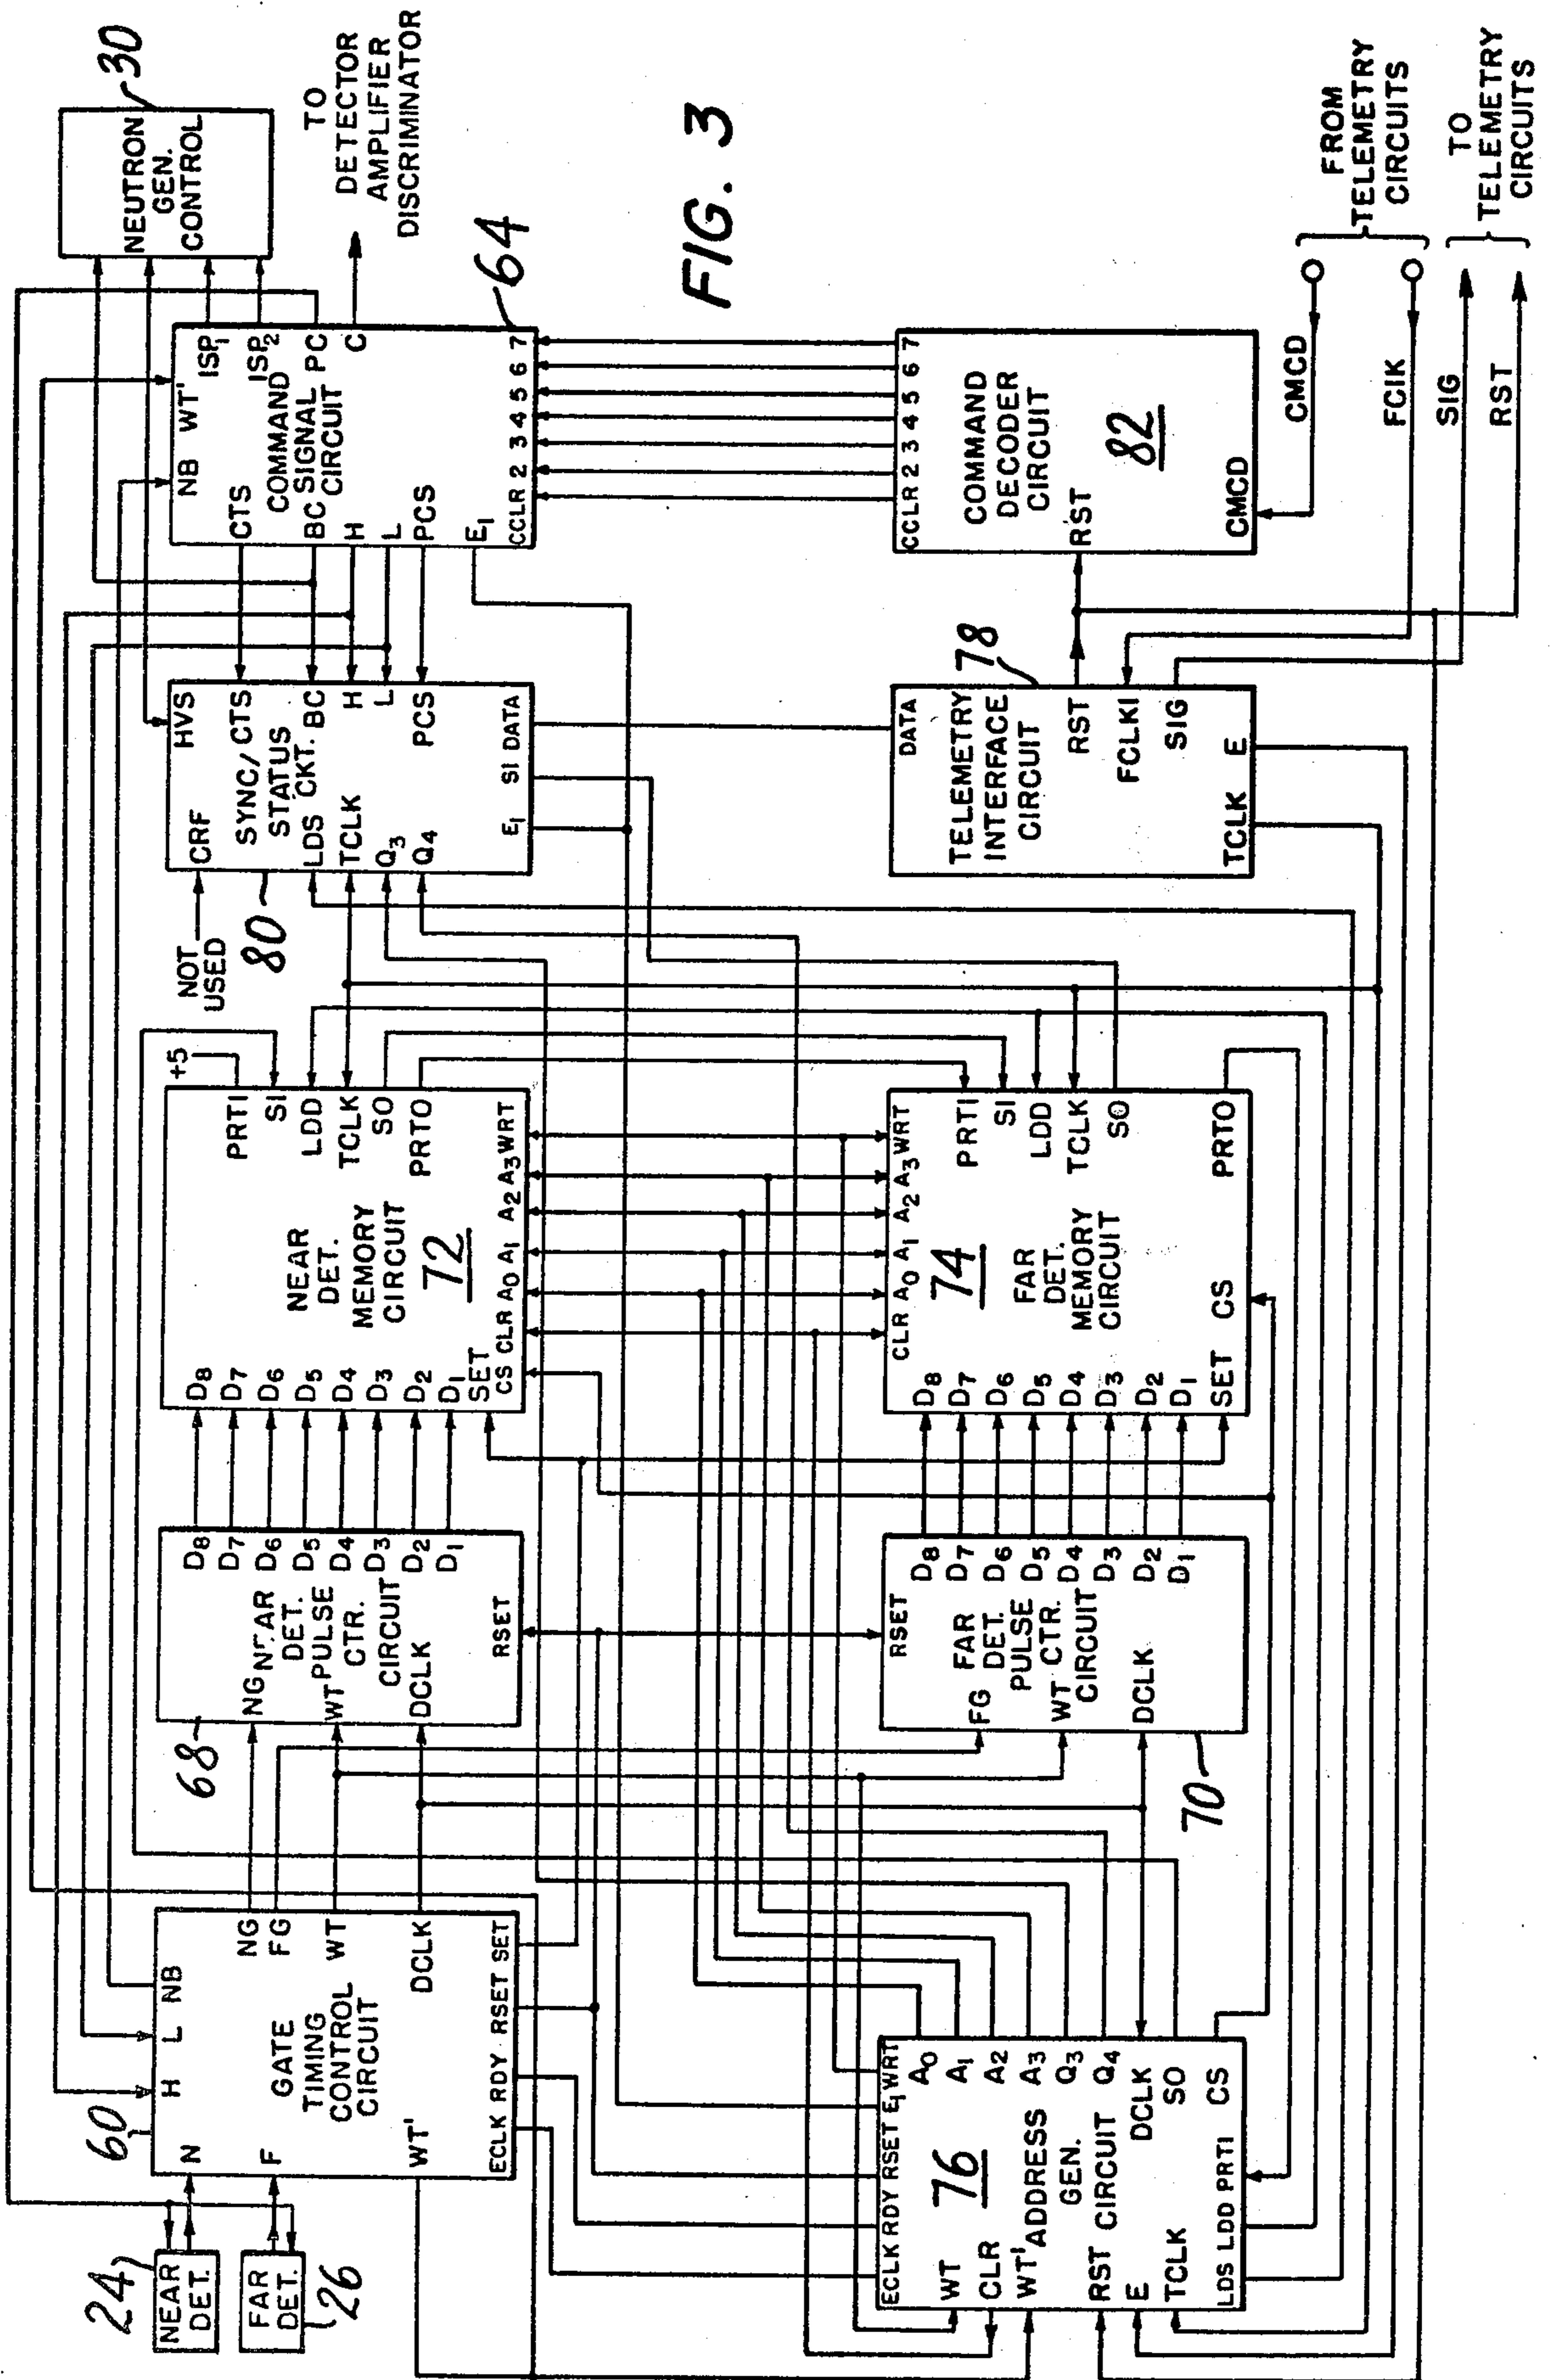 24
NEAR
DET.
FAR
DET.
26
60
H L NB
N
F
GATE
TIMING
CONTROL
CIRCUIT
NG
FG
WT
DCLK
WT'
ECLK RDY RSET SET
68
NG NEAR
DET.
WT PULSE
CTR.
CIRCUIT
DCLK
D8
D7
D6
D5
D4
D3
D2
D1
RSET
+5
NEAR
DET.
MEMORY
CIRCUIT
72
D8
D7
D6
D5
D4
D3
D2
D1
SET
CS CLR A0 A1 A2 A3 WRT
PRTI
SI
LDD
TCLK
SO
PRTO
NOT
USED
80
CRF
HVS
SYNC/CTS
STATUS
LDS CKT. BC
TCLK
H
Q3
L
Q4
PCS
E1 SI DATA
NB WT'
CTS
ISP1
ISP2
COMMAND
BC SIGNAL PC
CIRCUIT
H
C
L
PCS
E1
CCLR 2 3 4 5 6 7
64
NEUTRON
GEN.
CONTROL
30
TO
DETECTOR
AMPLIFIER
DISCRIMINATOR
FIG. 3
ECLK RDY RSET E1 WRT
76
WT
CLR
WT' ADDRESS
GEN.
RST CIRCUIT
E
TCLK
A0
A1
A2
A3
Q3
Q4
DCLK
SO
CS
LDS LDD PRTI
RSET
FG FAR
DET.
PULSE
WT CTR.
CIRCUIT
DCLK
D8
D7
D6
D5
D4
D3
D2
D1
70
CLR A0 A1 A2 A3 WRT
74
FAR
DET.
MEMORY
CIRCUIT
D8
D7
D6
D5
D4
D3
D2
D1
SET CS
PRTI
SI
LDD
TCLK
SO
PRTO
78
DATA
TELEMETRY
INTERFACE
CIRCUIT
RST
FCLKI
SIG
TCLK E
CCLR 2 3 4 5 6 7
COMMAND
DECODER
CIRCUIT
82
RST
CMCD
CMCD
FCIK
SIG
RST
FROM
TELEMETRY
CIRCUITS
TO
TELEMETRY
CIRCUITS